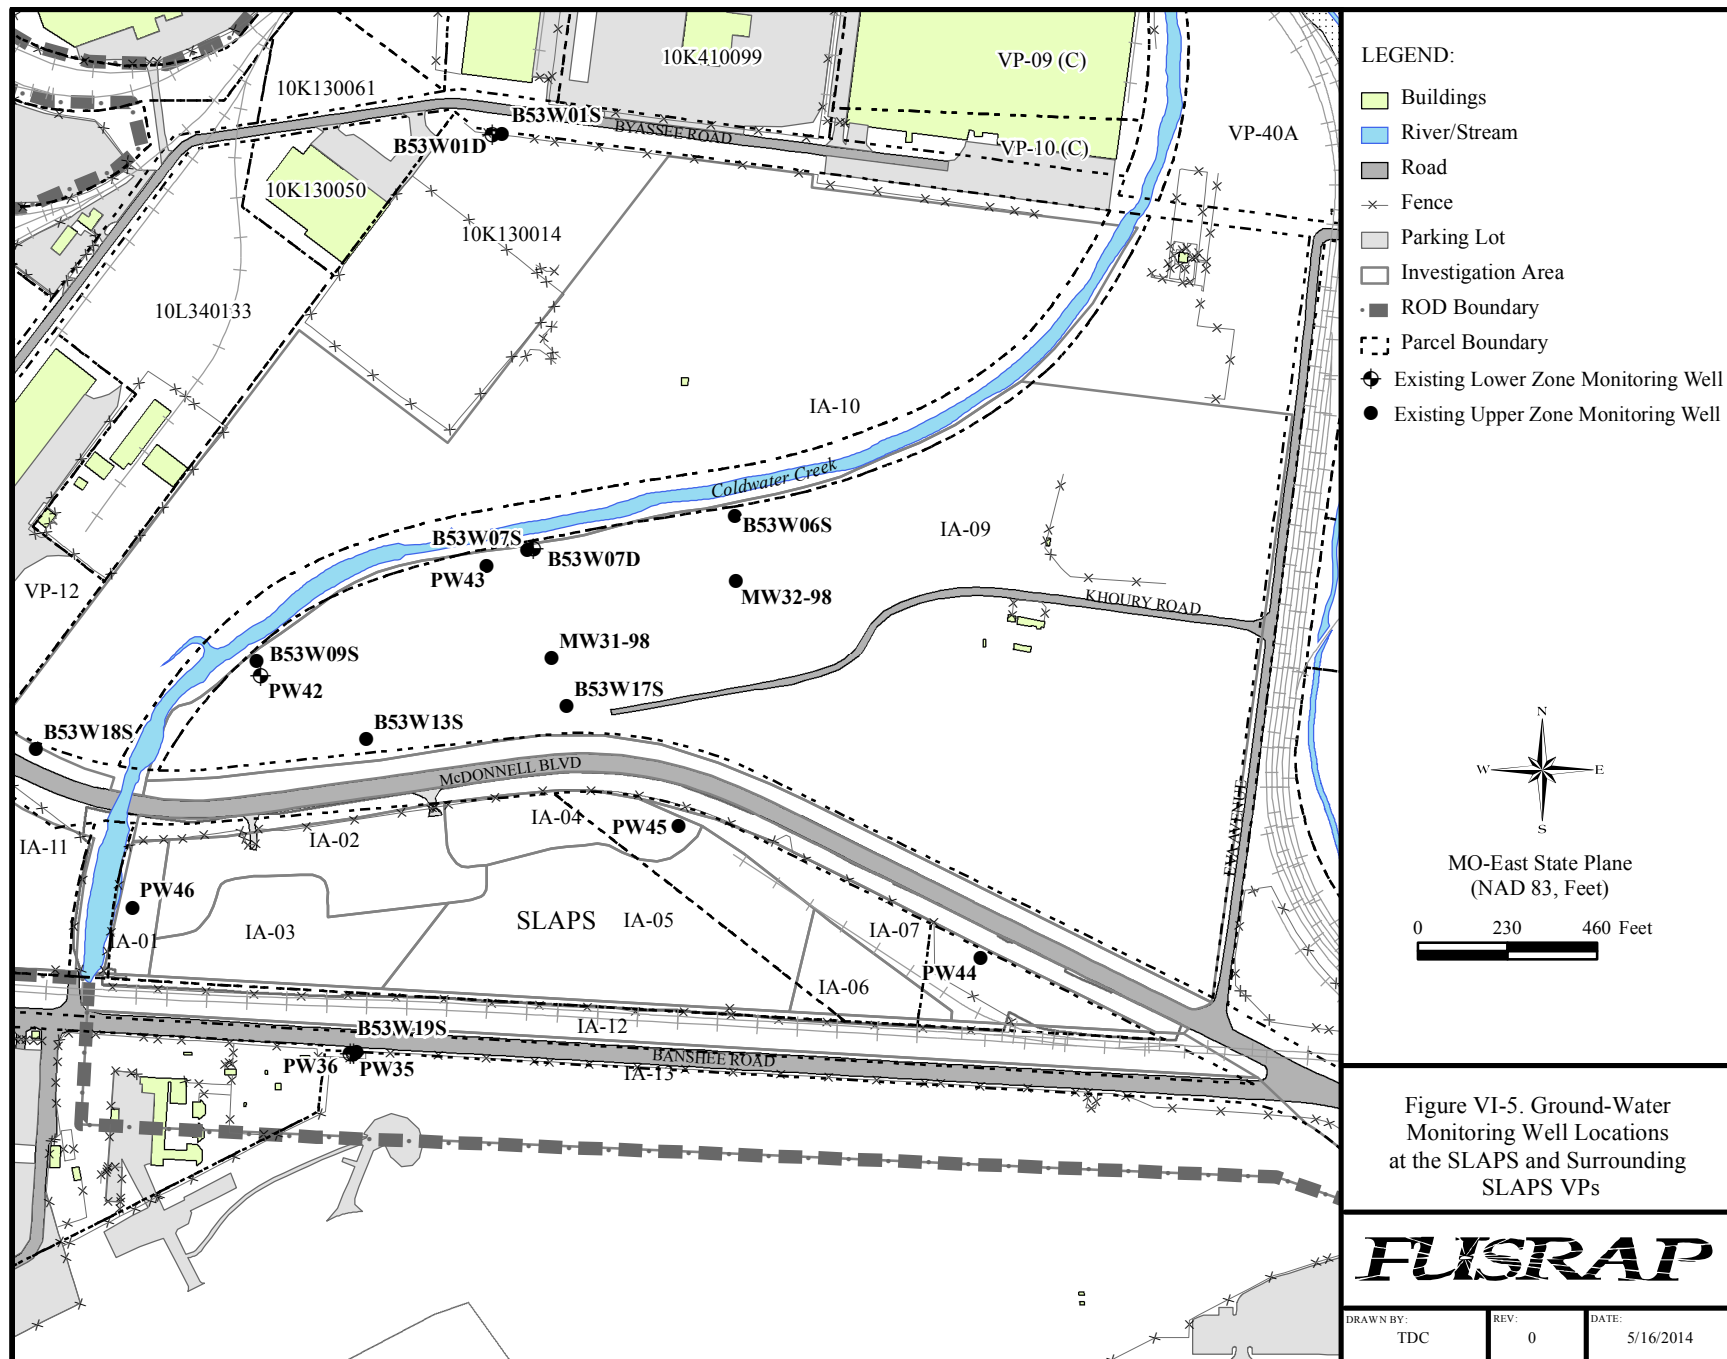 10K410099
VP-09 (C)
10K130061
B53W01S
BYASSEE ROAD
B53W01D
VP-10 (C)
VP-40A
10K130050
10K130014
10L340133
IA-10
Coldwater Creek
B53W06S
IA-09
B53W07S
B53W07D
PW43
VP-12
MW32-98
KHOURY ROAD
MW31-98
B53W09S
PW42
B53W17S
B53W13S
B53W18S
McDONNELL BLVD
EVA AVENUE
IA-04
PW45
IA-02
IA-11
PW46
SLAPS
IA-05
IA-07
IA-03
IA-01
PW44
IA-06
B53W19S
IA-12
PW36
PW35
BANSHEE ROAD
IA-13
LEGEND:
Buildings
River/Stream
Road
Fence
Parking Lot
Investigation Area
ROD Boundary
Parcel Boundary
Existing Lower Zone Monitoring Well
Existing Upper Zone Monitoring Well
N
W E
S
MO-East State Plane
(NAD 83, Feet)
0 230 460 Feet
Figure VI-5. Ground-Water
Monitoring Well Locations
at the SLAPS and Surrounding
SLAPS VPs
FUSRAP
DRAWN BY: REV: DATE:
TDC 0 5/16/2014